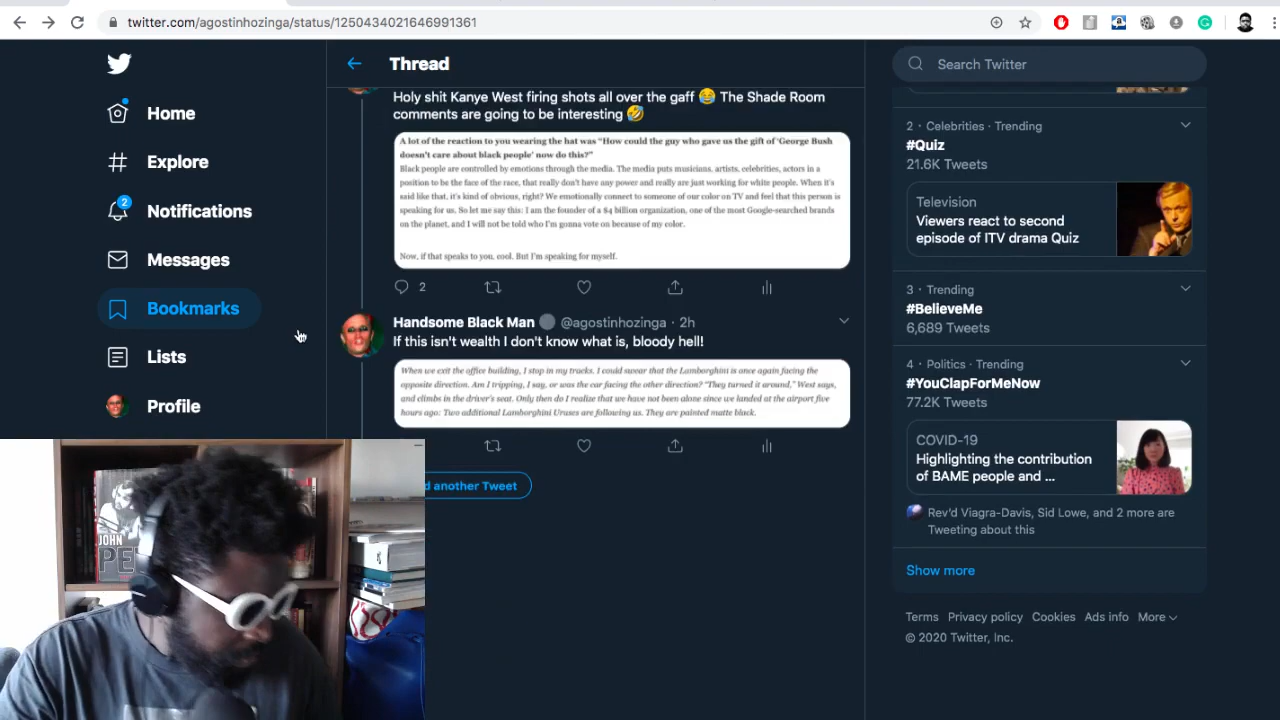 twitter.com/agostinhozinga/status/1250434021646991361
Home
Explore
2
Notifications
Messages
Bookmarks
Lists
Profile
Thread
Holy shit Kanye West firing shots all over the gaff 😂 The Shade Room
comments are going to be interesting 🤣
A lot of the reaction to you wearing the hat was "How could the guy who gave us the gift of 'George Bush
doesn't care about black people' now do this?"
Black people are controlled by emotions through the media. The media puts musicians, artists, celebrities, actors in a
position to be the face of the race, that really don't have any power and really are just working for white people. When it's
said like that, it's kind of obvious, right? We emotionally connect to someone of our color on TV and feel that this person is
speaking for us. So let me say this: I am the founder of a $4 billion organization, one of the most Google-searched brands
on the planet, and I will not be told who I'm gonna vote on because of my color.
Now, if that speaks to you, cool. But I'm speaking for myself.
2
Handsome Black Man @agostinhozinga · 2h
If this isn't wealth I don't know what is, bloody hell!
When we exit the office building, I stop in my tracks. I could swear that the Lamborghini is once again facing the
opposite direction. Am I tripping, I say, or was the car facing the other direction? "They turned it around," West says,
and climbs in the driver's seat. Only then do I realize that we have not been alone since we landed at the airport five
hours ago: Two additional Lamborghini Uruses are following us. They are painted matte black.
d another Tweet
Search Twitter
2 · Celebrities · Trending
#Quiz
21.6K Tweets
Television
Viewers react to second
episode of ITV drama Quiz
3 · Trending
#BelieveMe
6,689 Tweets
4 · Politics · Trending
#YouClapForMeNow
77.2K Tweets
COVID-19
Highlighting the contribution
of BAME people and ...
Rev'd Viagra-Davis, Sid Lowe, and 2 more are
Tweeting about this
Show more
Terms Privacy policy Cookies Ads info More
© 2020 Twitter, Inc.
JOHN
PE